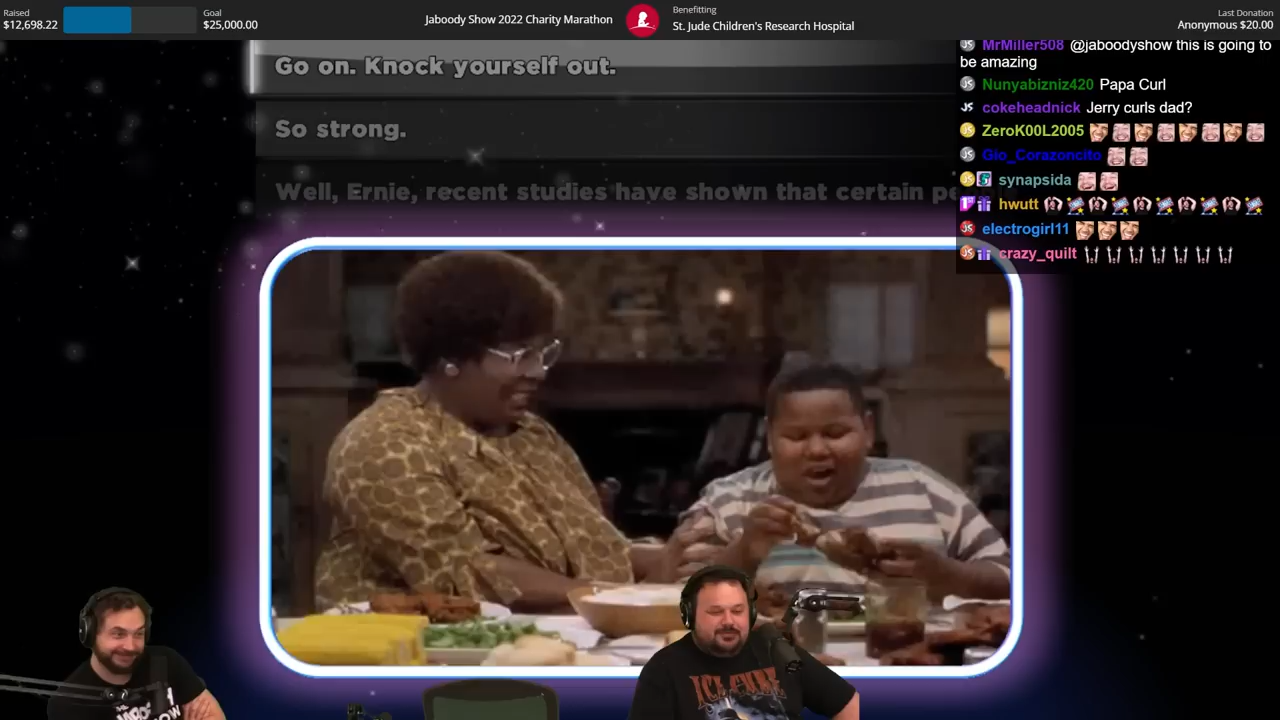 Raised
$12,698.22
Goal
$25,000.00
Jaboody Show 2022 Charity Marathon
Benefitting
St. Jude Children's Research Hospital
Last Donation
Anonymous $20.00
Go on. Knock yourself out.
So strong.
Well, Ernie, recent studies have shown that certain
MrMiller508 @jaboodyshow this is going to
be amazing
Nunyabizniz420 Papa Curl
cokeheadnick Jerry curls dad?
ZeroK00L2005
Gio_Corazoncito
synapsida
hwutt
electrogirl11
crazy_quilt
ICE CUBE